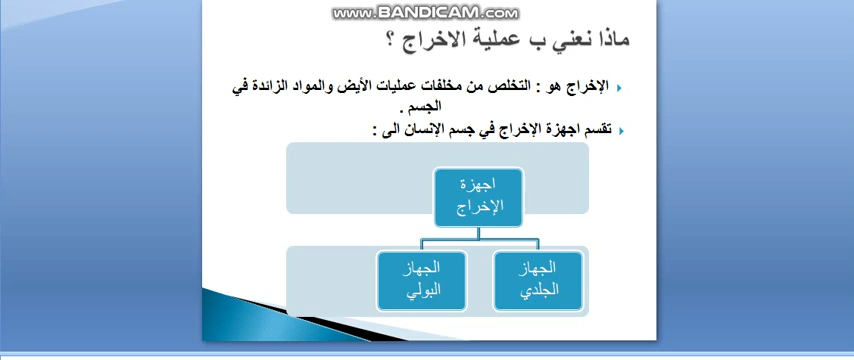 www.BANDICAM.com
ماذا نعني ب عملية الاخراج ؟
الإخراج هو : التخلص من مخلفات عمليات الأيض والمواد الزائدة في
الجسم .
تقسم اجهزة الإخراج في جسم الإنسان الى :
اجهزة
الإخراج
الجهاز
الجلدي
الجهاز
البولي